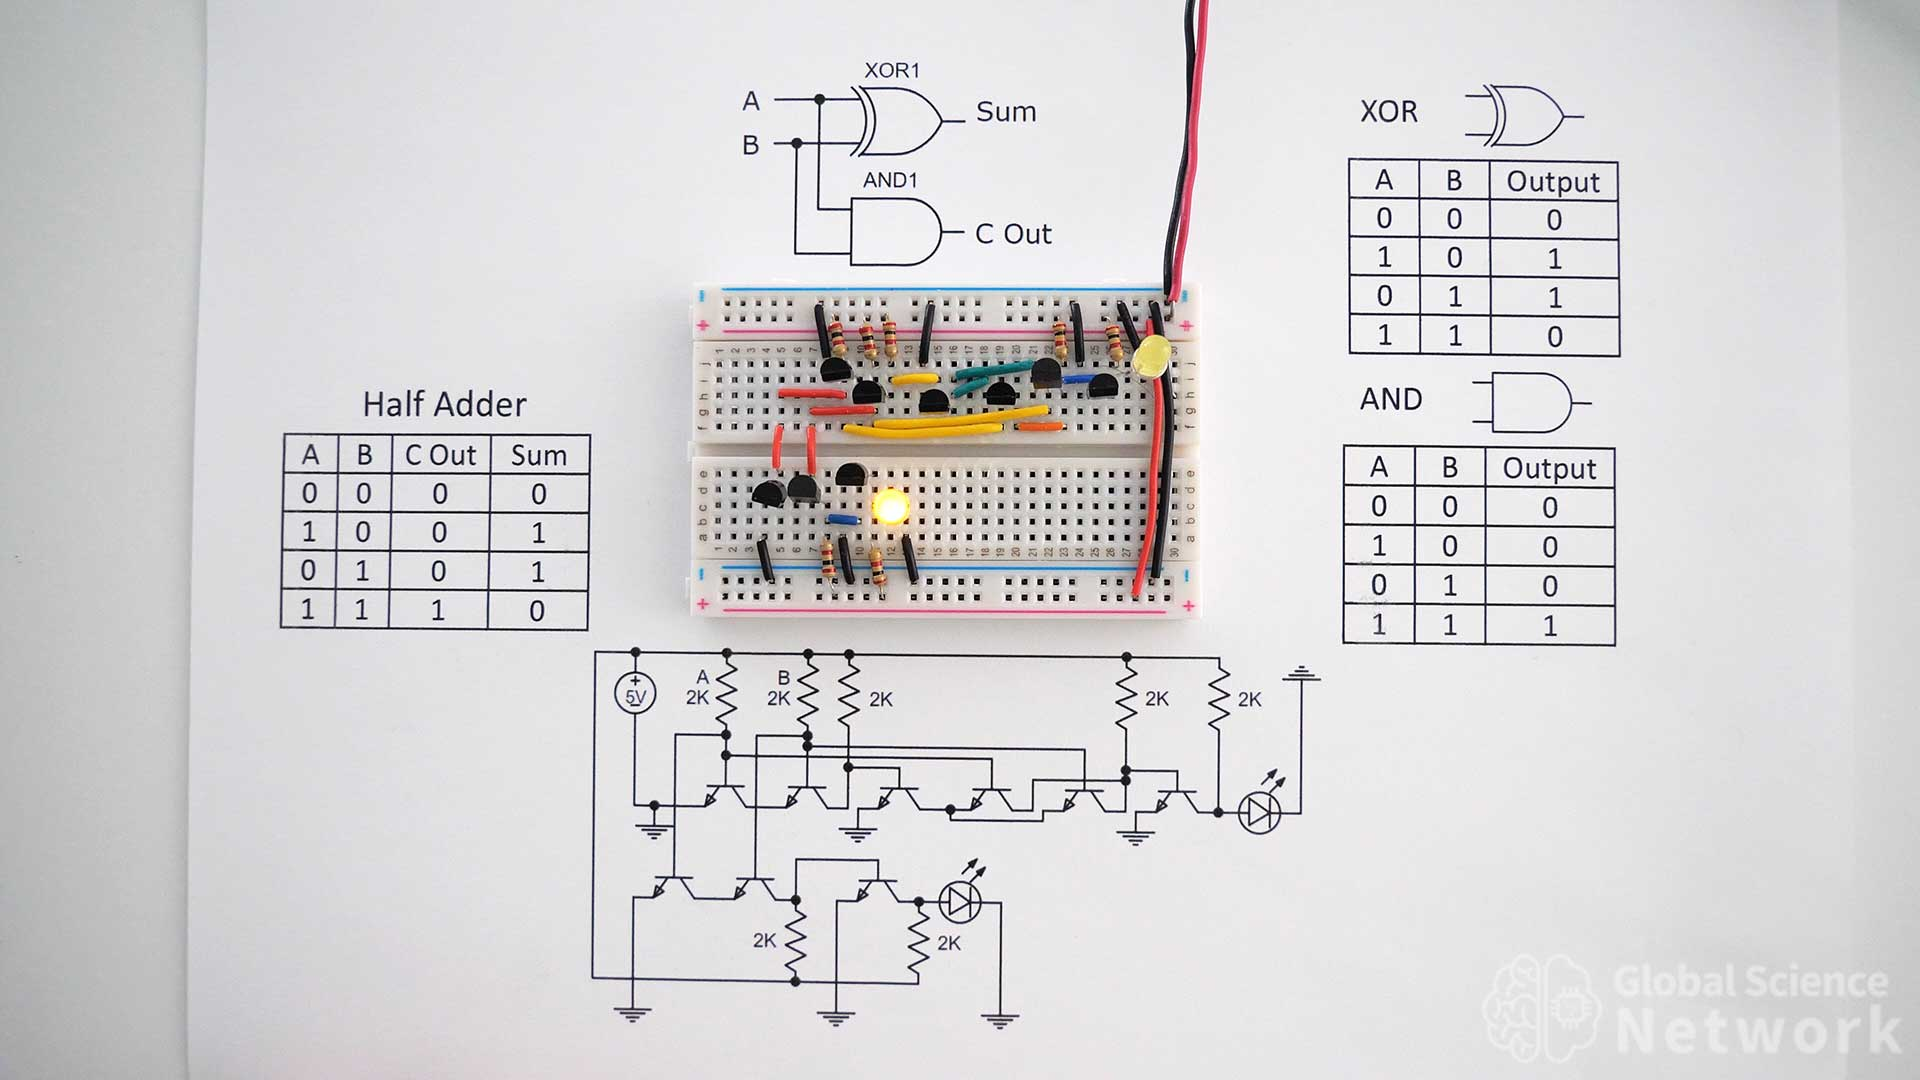 XOR1
A
Sum
B
AND1
C Out
XOR
A B Output
0 0 0
1 0 1
0 1 1
1 1 0
AND
A B Output
0 0 0
1 0 0
0 1 0
1 1 1
Half Adder
A B C Out Sum
0 0 0 0
1 0 0 1
0 1 0 1
1 1 1 0
+
5V
A
2K
B
2K
2K
2K
2K
2K
2K
Global Science
Network